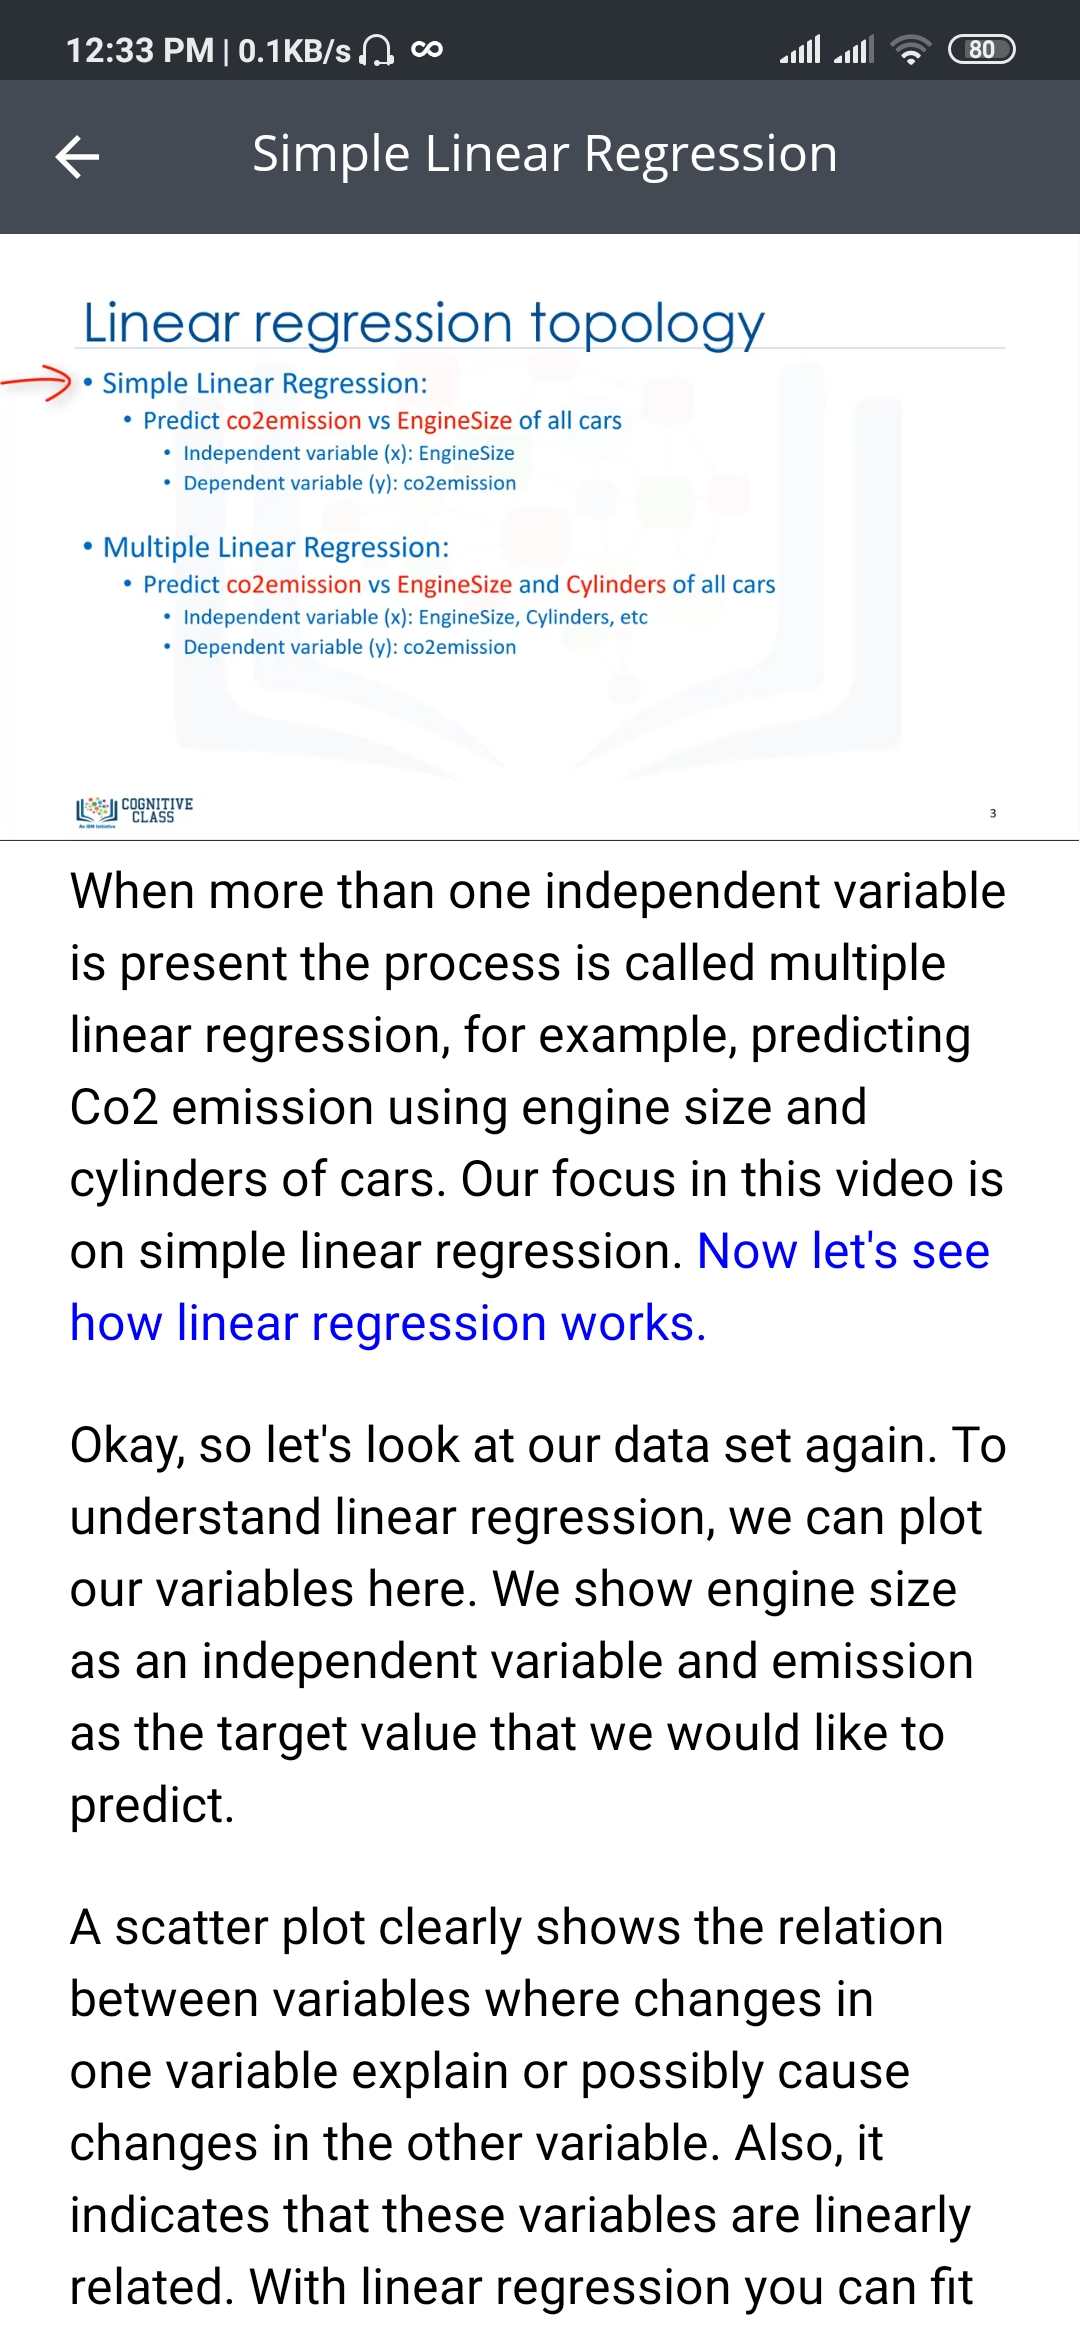 12:33 PM | 0.1KB/s
80
Simple Linear Regression
Linear regression topology
• Simple Linear Regression:
• Predict co2emission vs EngineSize of all cars
• Independent variable (x): EngineSize
• Dependent variable (y): co2emission
• Multiple Linear Regression:
• Predict co2emission vs EngineSize and Cylinders of all cars
• Independent variable (x): EngineSize, Cylinders, etc
• Dependent variable (y): co2emission
COGNITIVE
CLASS
An IBM Initiative
3
When more than one independent variable
is present the process is called multiple
linear regression, for example, predicting
Co2 emission using engine size and
cylinders of cars. Our focus in this video is
on simple linear regression. Now let's see
how linear regression works.
Okay, so let's look at our data set again. To
understand linear regression, we can plot
our variables here. We show engine size
as an independent variable and emission
as the target value that we would like to
predict.
A scatter plot clearly shows the relation
between variables where changes in
one variable explain or possibly cause
changes in the other variable. Also, it
indicates that these variables are linearly
related. With linear regression you can fit